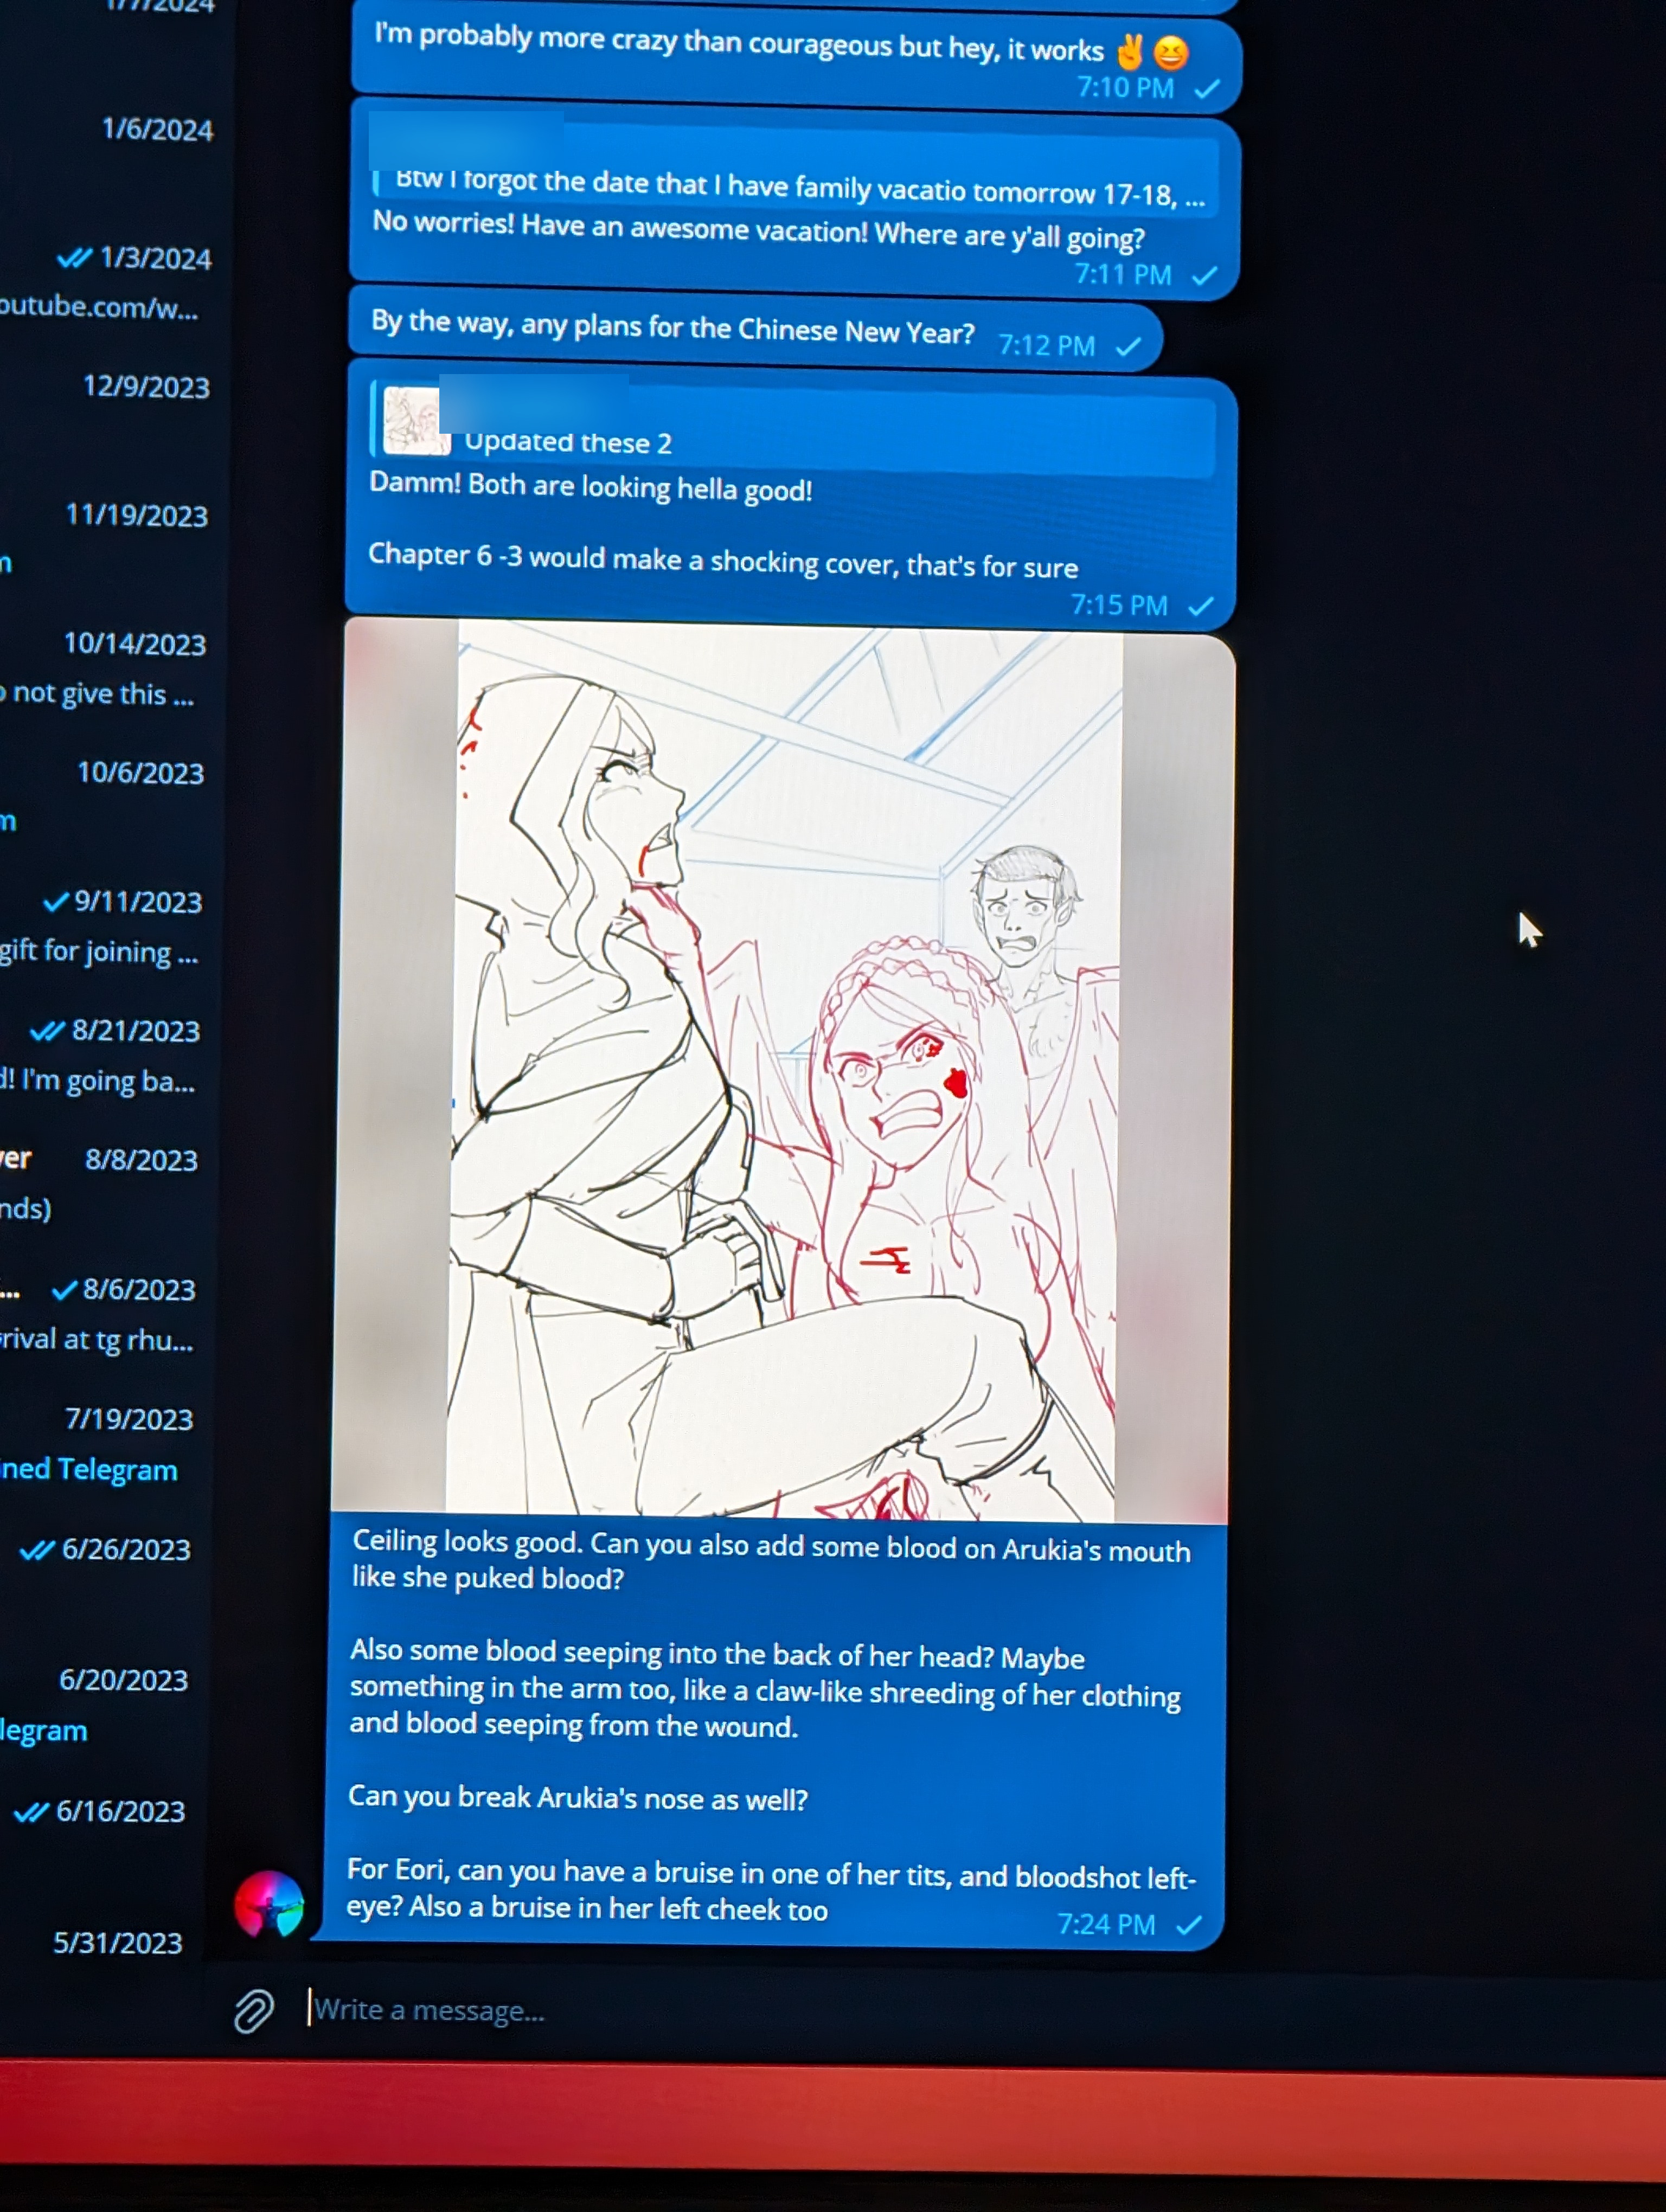 1/7/2024
1/6/2024
1/3/2024
outube.com/w...
12/9/2023
11/19/2023
m
10/14/2023
not give this ...
10/6/2023
m
9/11/2023
gift for joining ...
8/21/2023
d! I'm going ba...
ver 8/8/2023
nds)
... 8/6/2023
rival at tg rhu...
7/19/2023
ined Telegram
6/26/2023
6/20/2023
legram
6/16/2023
5/31/2023
I'm probably more crazy than courageous but hey, it works ✌️😆
7:10 PM
Btw I forgot the date that I have family vacatio tomorrow 17-18, ...
No worries! Have an awesome vacation! Where are y'all going?
7:11 PM
By the way, any plans for the Chinese New Year? 7:12 PM
Updated these 2
Damm! Both are looking hella good!
Chapter 6 -3 would make a shocking cover, that's for sure
7:15 PM
Ceiling looks good. Can you also add some blood on Arukia's mouth
like she puked blood?
Also some blood seeping into the back of her head? Maybe
something in the arm too, like a claw-like shreeding of her clothing
and blood seeping from the wound.
Can you break Arukia's nose as well?
For Eori, can you have a bruise in one of her tits, and bloodshot left-
eye? Also a bruise in her left cheek too
7:24 PM
Write a message...